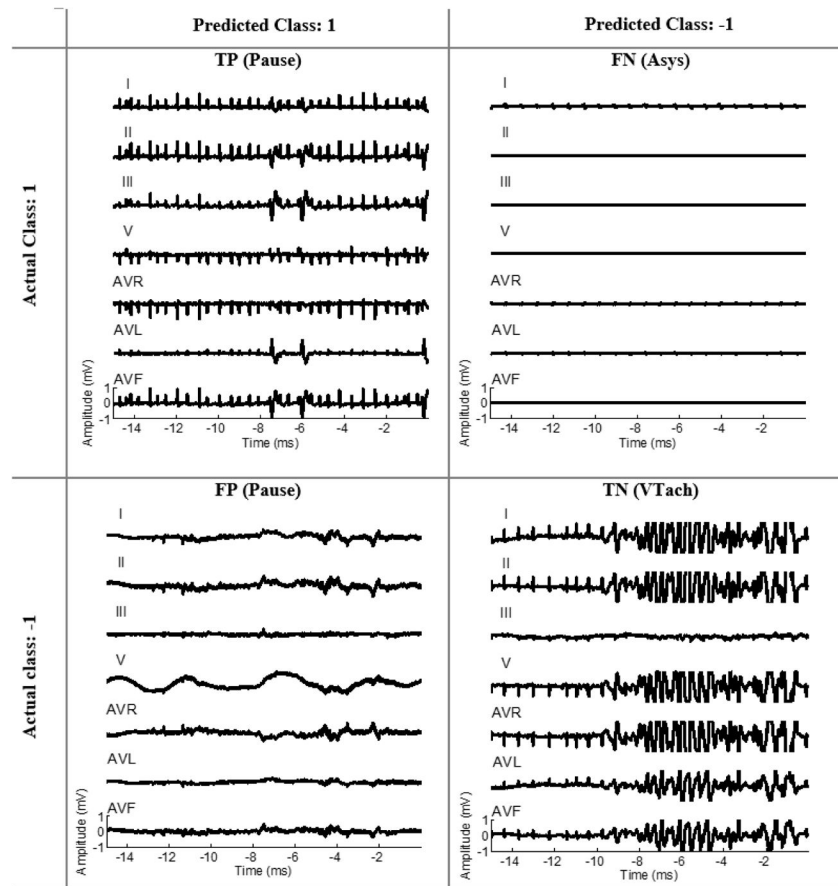 Predicted Class: 1
Predicted Class: -1
Actual Class: 1
TP (Pause)
I
II
III
V
AVR
AVL
AVF
Amplitude (mV)
1
0
-1
-14 -12 -10 -8 -6 -4 -2
Time (ms)
FN (Asys)
I
II
III
V
AVR
AVL
AVF
Amplitude (mV)
1
0
-1
-14 -12 -10 -8 -6 -4 -2
Time (ms)
Actual class: -1
FP (Pause)
I
II
III
V
AVR
AVL
AVF
Amplitude (mV)
1
0
-1
-14 -12 -10 -8 -6 -4 -2
Time (ms)
TN (VTach)
I
II
III
V
AVR
AVL
AVF
Amplitude (mV)
1
0
-1
-14 -12 -10 -8 -6 -4 -2
Time (ms)